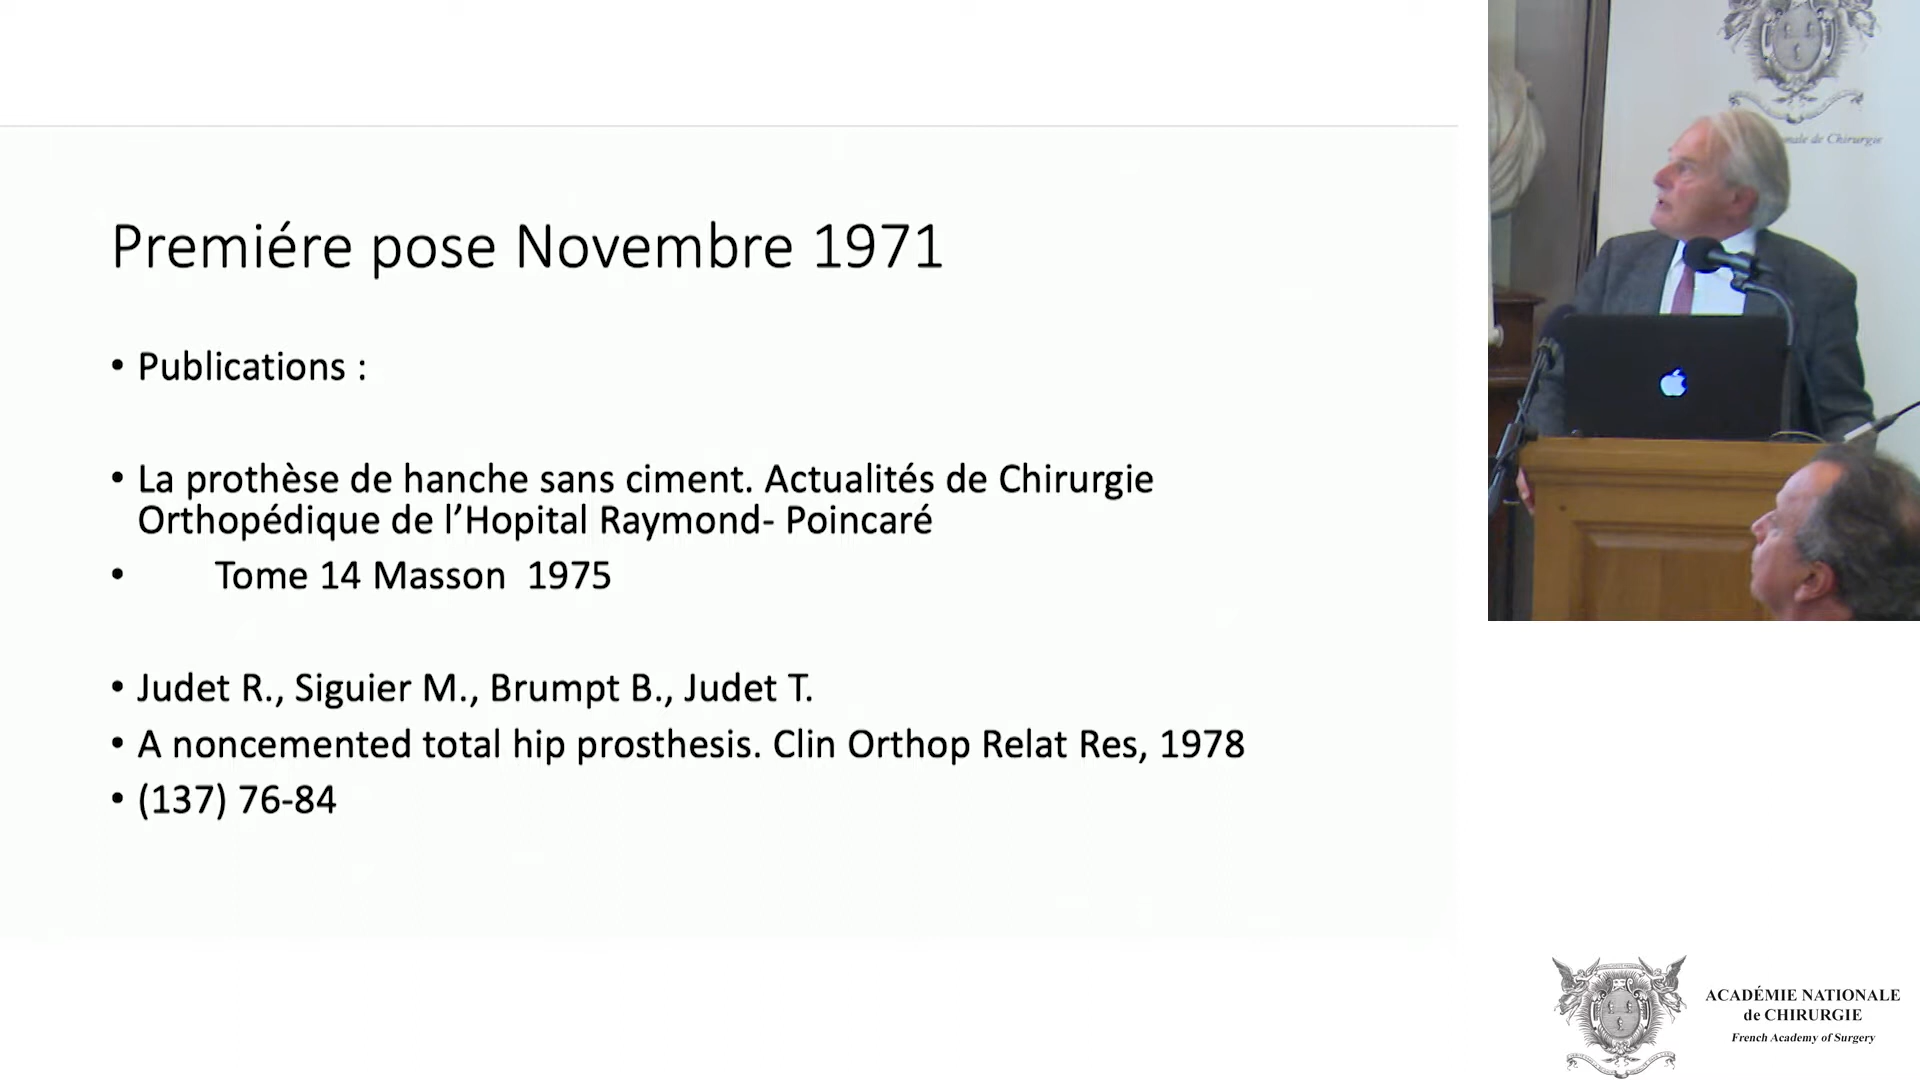 Premiére pose Novembre 1971
• Publications :
• La prothèse de hanche sans ciment. Actualités de Chirurgie
Orthopédique de l’Hopital Raymond- Poincaré
• Tome 14 Masson 1975
• Judet R., Siguier M., Brumpt B., Judet T.
• A noncemented total hip prosthesis. Clin Orthop Relat Res, 1978
• (137) 76-84
de Chirurgie
ACADÉMIE NATIONALE
de CHIRURGIE
French Academy of Surgery